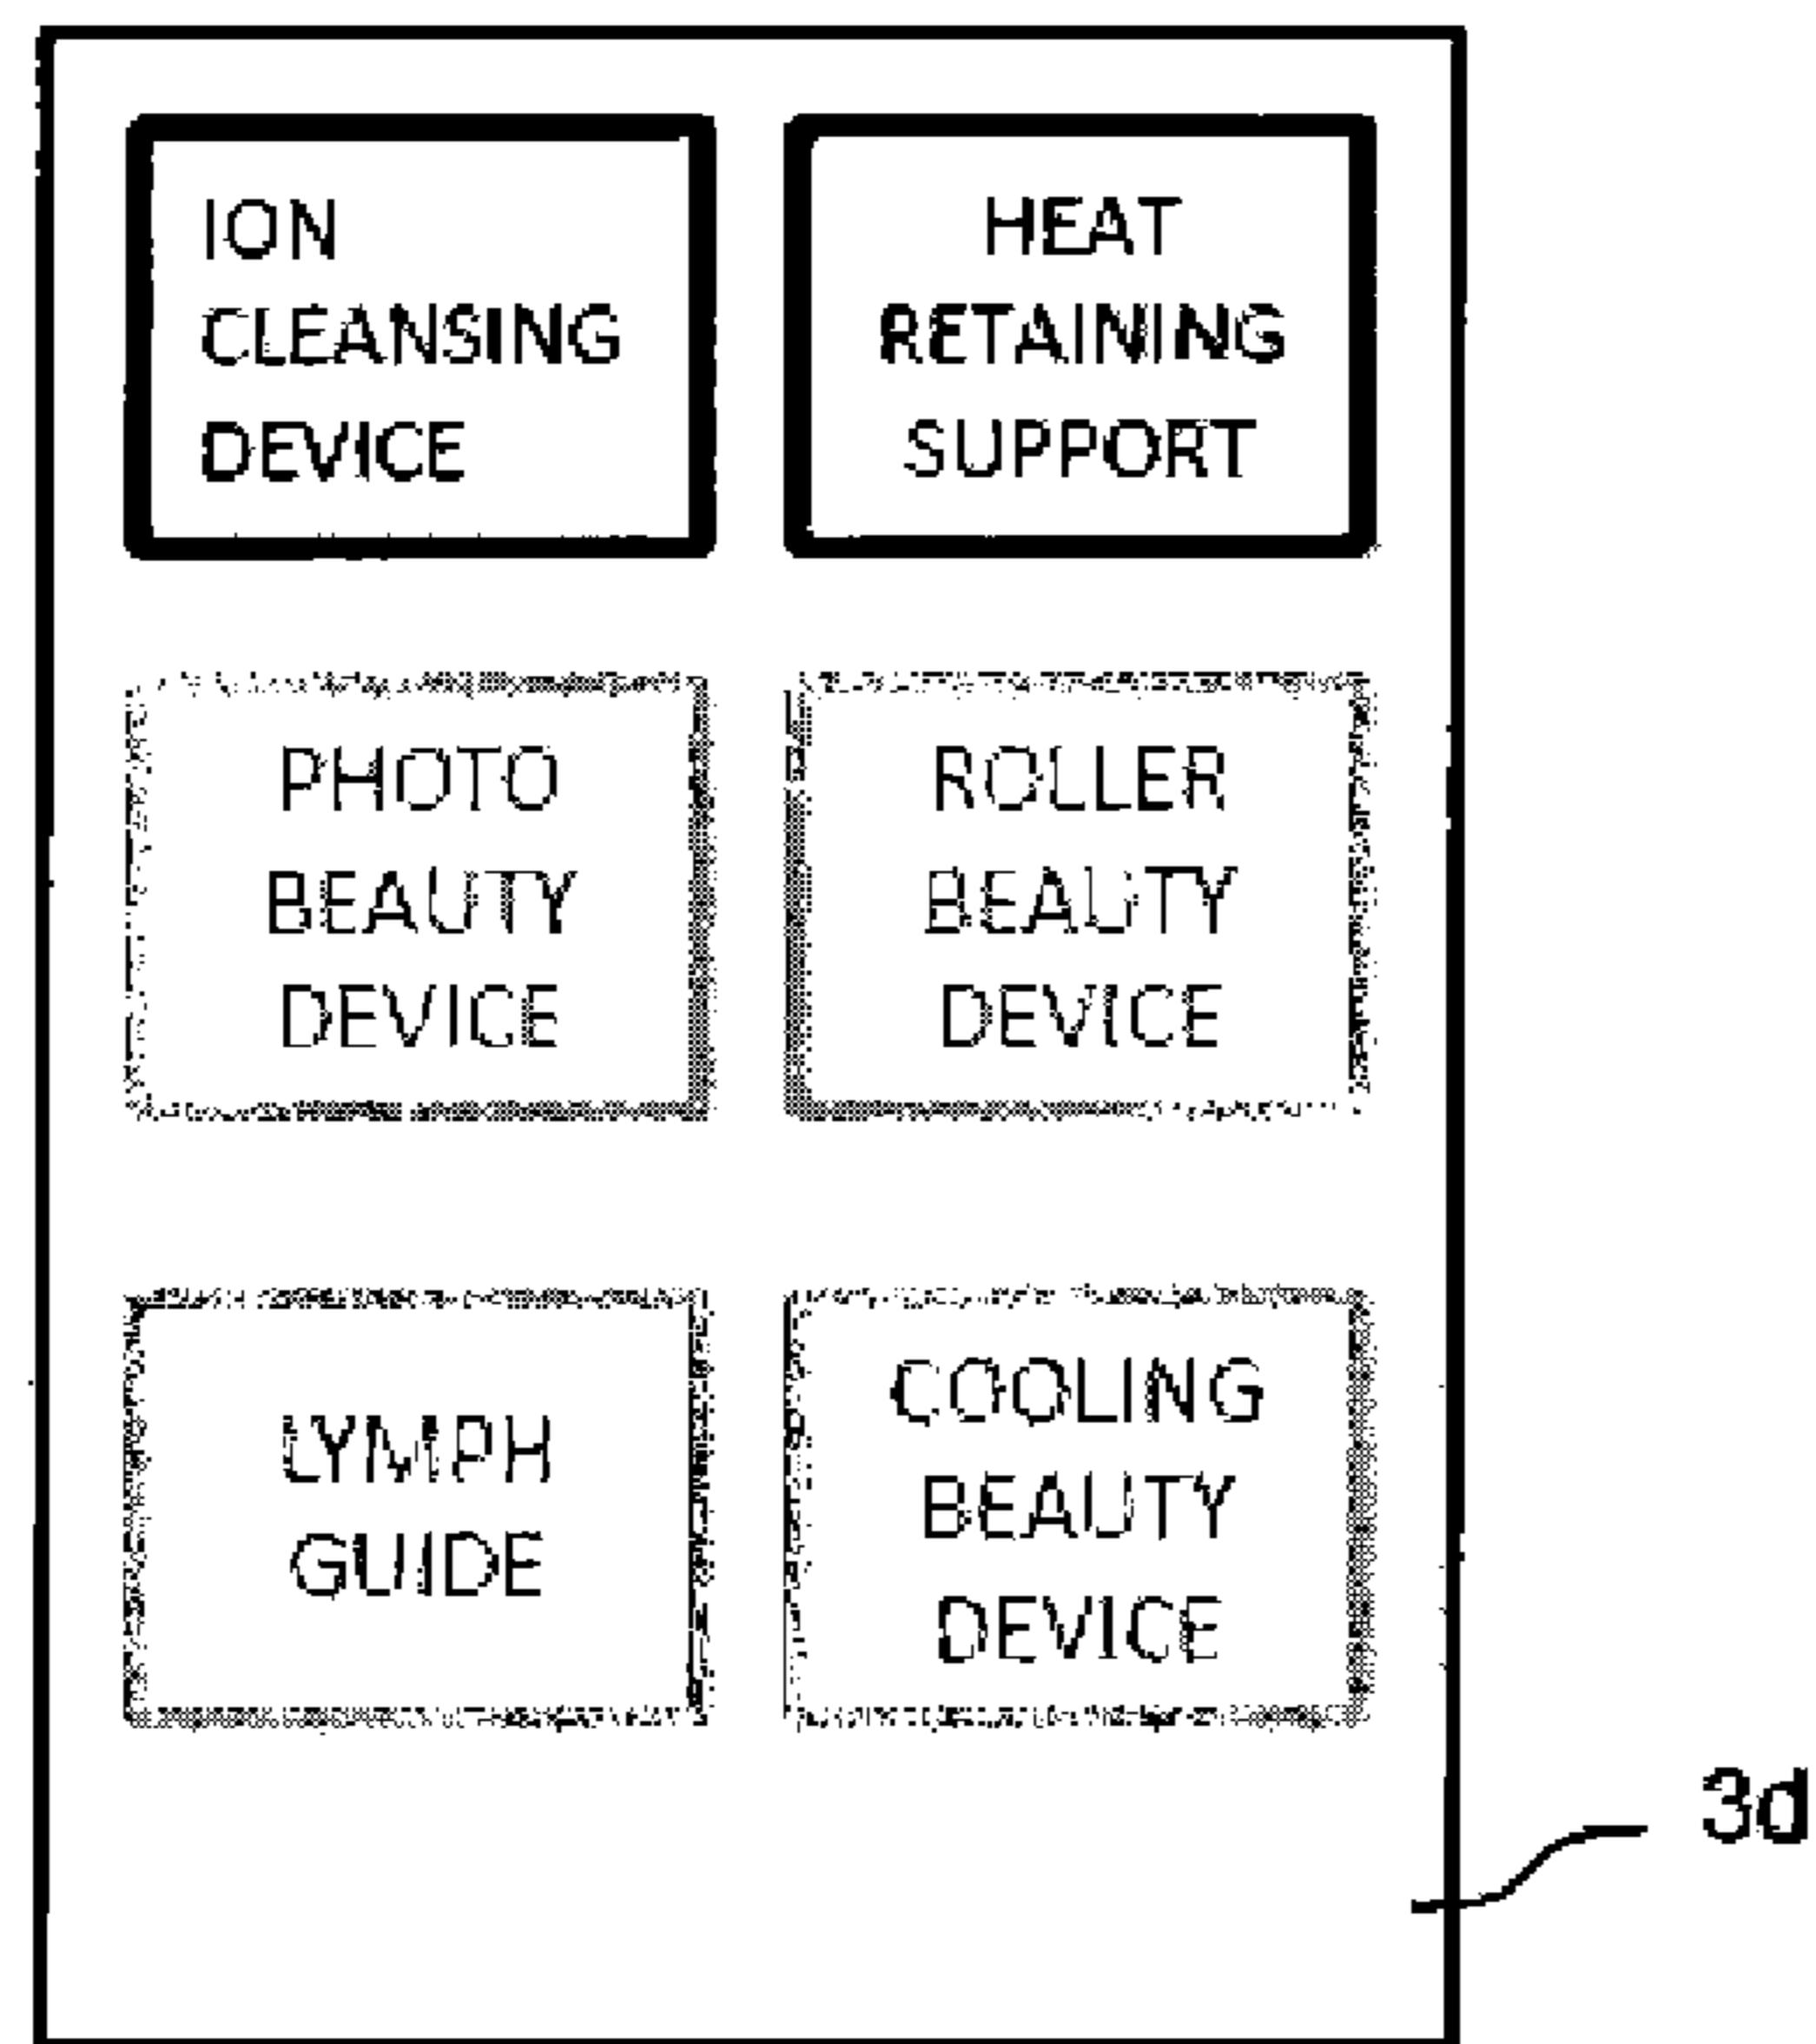 ION
CLEANSING
DEVICE
HEAT
RETAINING
SUPPORT
PHOTO
BEAUTY
DEVICE
ROLLER
BEAUTY
DEVICE
LYMPH
GUIDE
COOLING
BEAUTY
DEVICE
3d